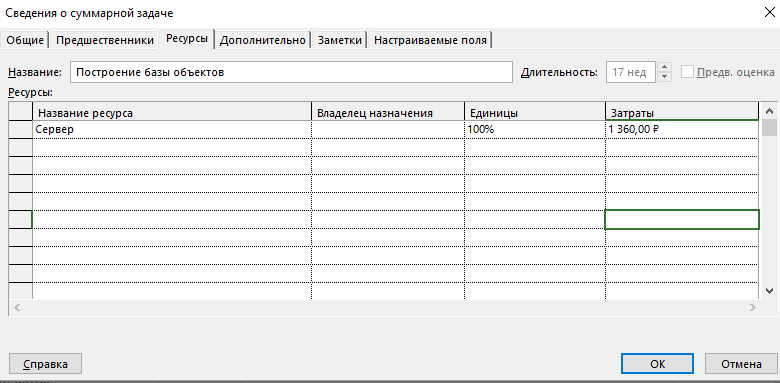 Сведения о суммарной задаче
Общие Предшественники Ресурсы Дополнительно Заметки Настраиваемые поля
Название: Построение базы объектов Длительность: 17 нед Предв. оценка
Ресурсы:
Название ресурса Владелец назначения Единицы Затраты
Сервер 100% 1 360,00 ₽
Справка ОК Отмена